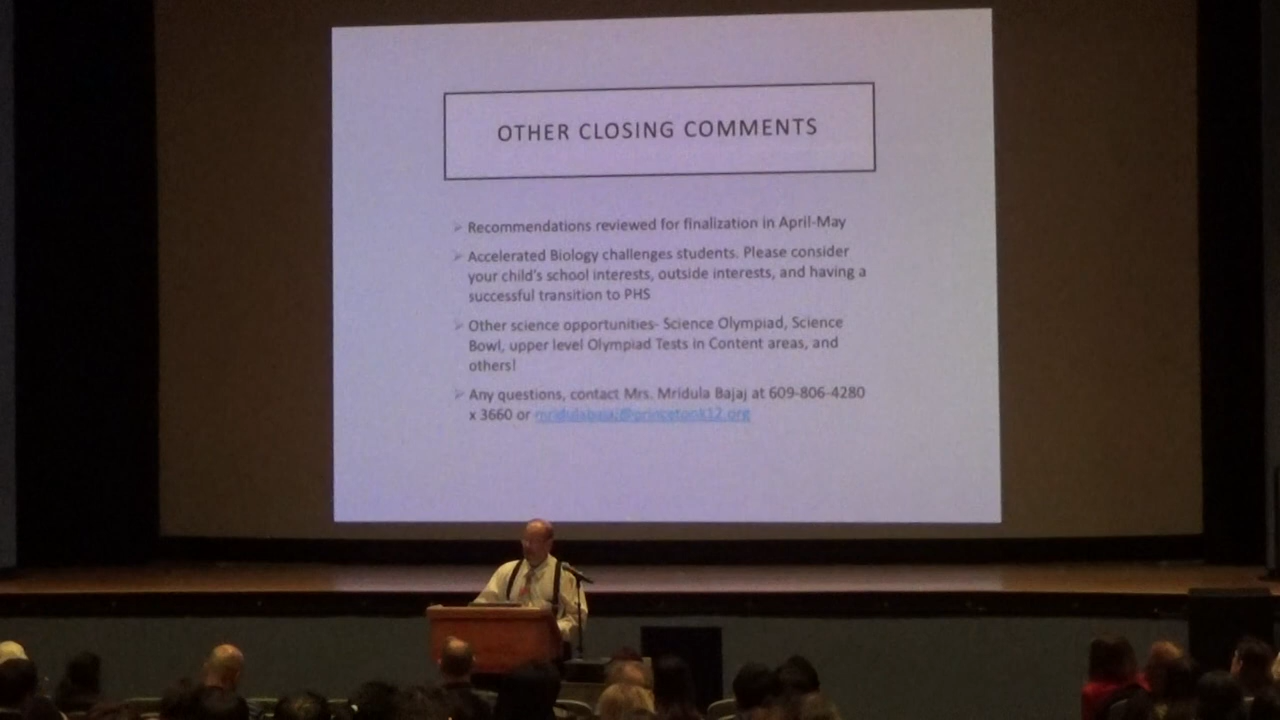 OTHER CLOSING COMMENTS
Recommendations reviewed for finalization in April-May
Accelerated Biology challenges students. Please consider
your child's school interests, outside interests, and having a
successful transition to PHS
Other science opportunities- Science Olympiad, Science
Bowl, upper level Olympiad Tests in Content areas, and
others!
Any questions, contact Mrs. Mridula Bajaj at 609-806-4280
x 3660 or